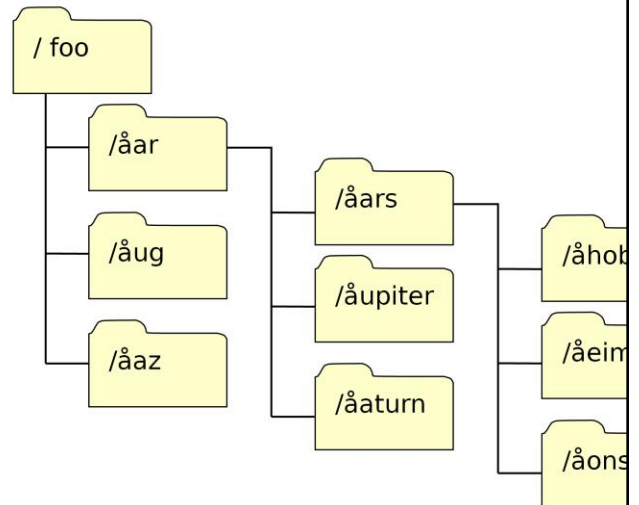 / foo
/åar
/åug
/åaz
/åars
/åupiter
/åaturn
/åhob
/åeim
/åons